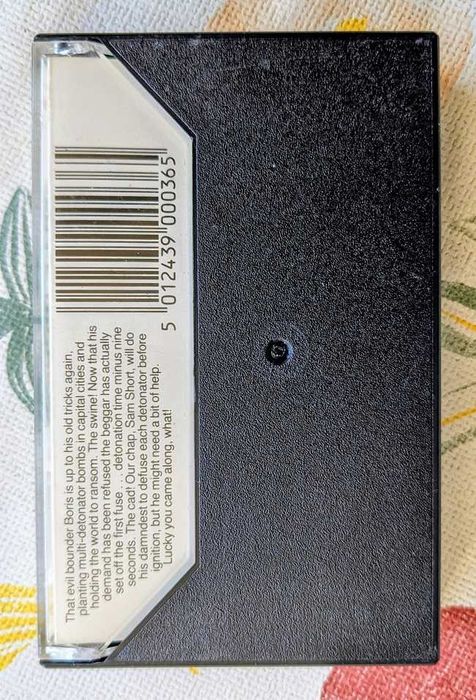 That evil bounder Boris is up to his old tricks again,
planting multi-detonator bombs in capital cities and
holding the world to ransom. The swine! Now that his
demand has been refused the beggar has actually
set off the first fuse. . . . detonation time minus nine
seconds. The cad! Our chap, Sam Short, will do
his damndest to defuse each detonator before
ignition, but he might need a bit of help.
Lucky you came along, what!
5 012439 000365